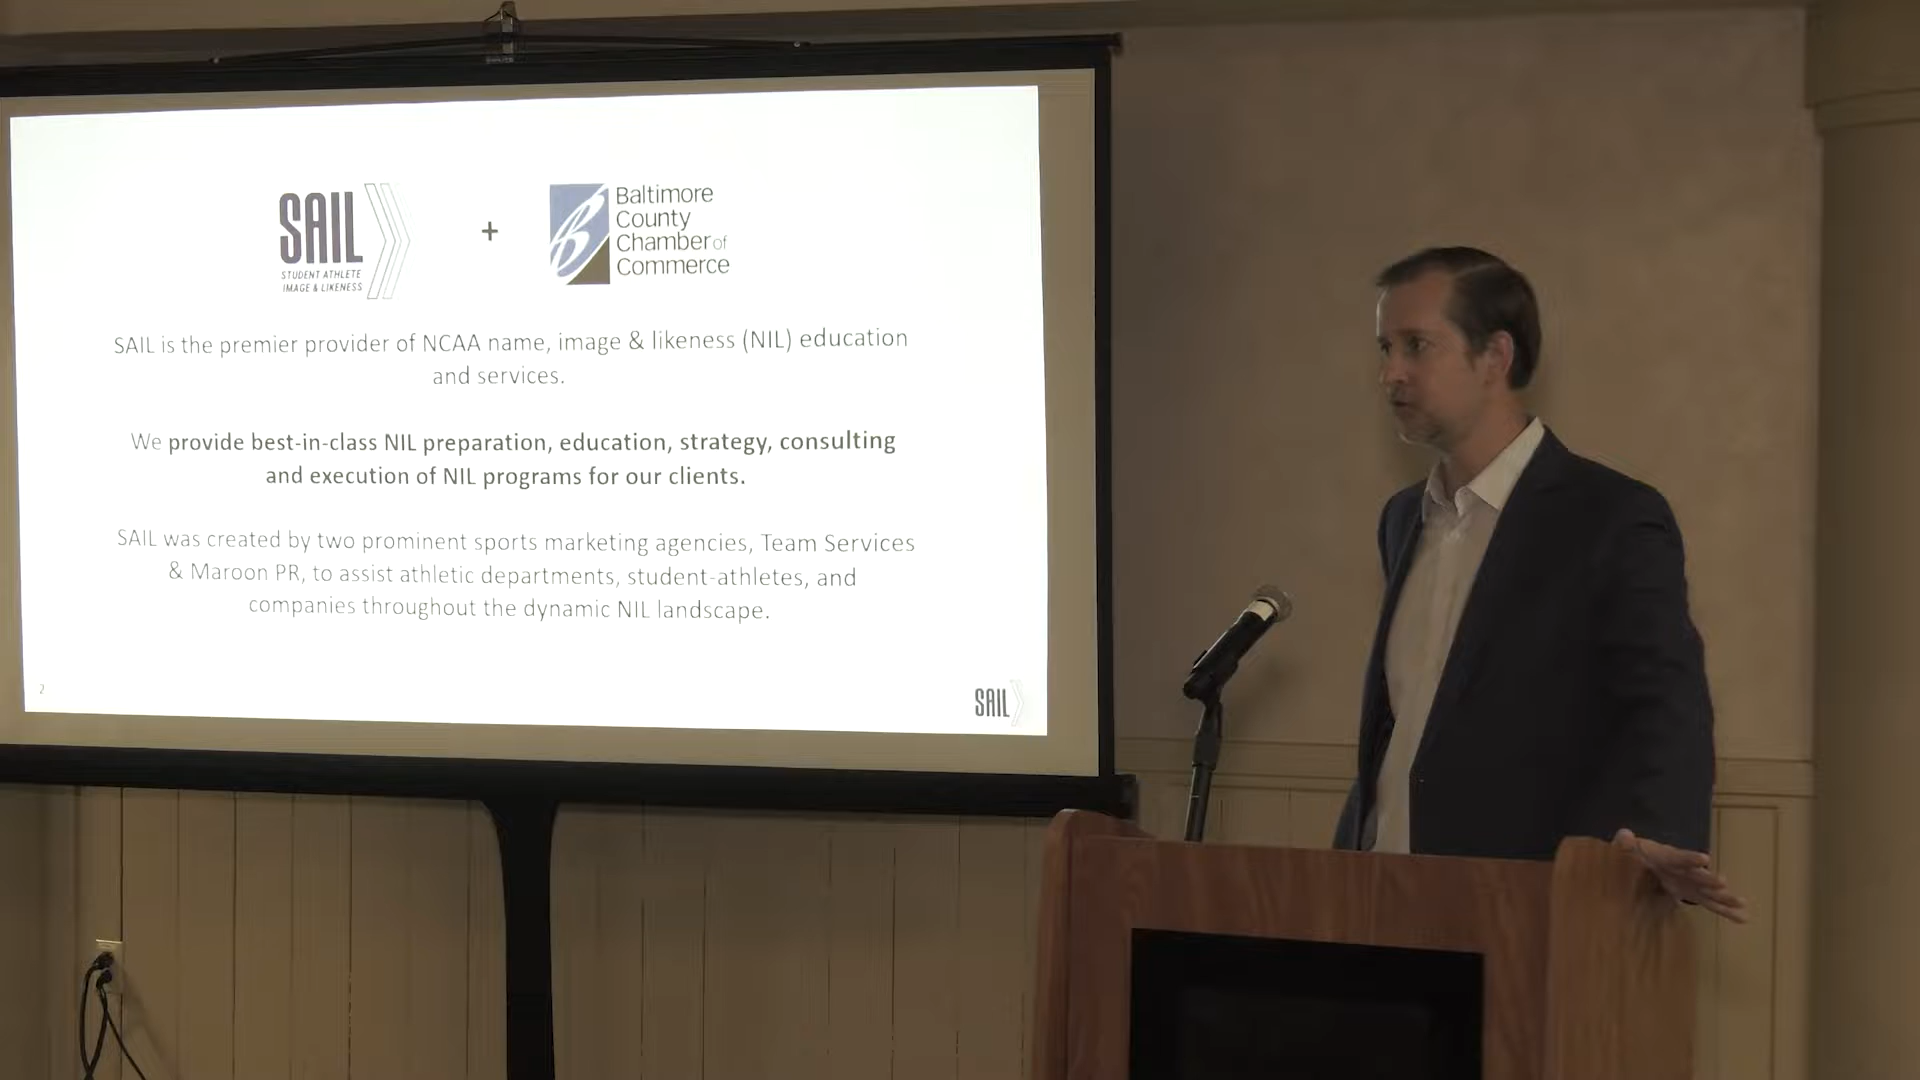 SAIL
STUDENT ATHLETE
IMAGE & LIKENESS
+
Baltimore
County
Chamber of
Commerce
SAIL is the premier provider of NCAA name, image & likeness (NIL) education
and services.
We provide best-in-class NIL preparation, education, strategy, consulting
and execution of NIL programs for our clients.
SAIL was created by two prominent sports marketing agencies, Team Services
& Maroon PR, to assist athletic departments, student-athletes, and
companies throughout the dynamic NIL landscape.
2
SAIL